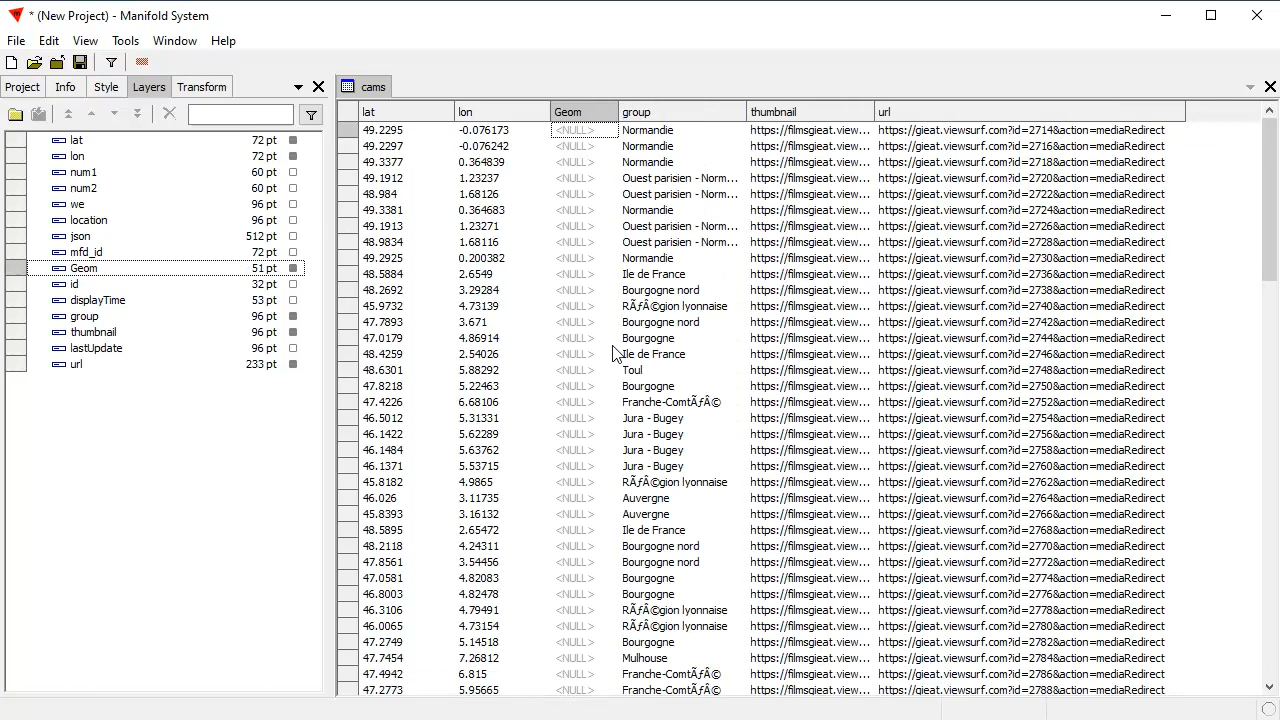 * (New Project) - Manifold System
File Edit View Tools Window Help
Project Info Style Layers Transform
cams
lat 72 pt
lon 72 pt
num1 60 pt
num2 60 pt
we 96 pt
location 96 pt
json 512 pt
mfd_id 72 pt
Geom 51 pt
id 32 pt
displayTime 53 pt
group 96 pt
thumbnail 96 pt
lastUpdate 96 pt
url 233 pt
lat lon Geom group thumbnail url
49.2295 -0.076173 <NULL> Normandie https://filmsgieat.view... https://gieat.viewsurf.com?id=2714&action=mediaRedirect
49.2297 -0.076242 <NULL> Normandie https://filmsgieat.view... https://gieat.viewsurf.com?id=2716&action=mediaRedirect
49.3377 0.364839 <NULL> Normandie https://filmsgieat.view... https://gieat.viewsurf.com?id=2718&action=mediaRedirect
49.1912 1.23237 <NULL> Ouest parisien - Norm... https://filmsgieat.view... https://gieat.viewsurf.com?id=2720&action=mediaRedirect
48.984 1.68126 <NULL> Ouest parisien - Norm... https://filmsgieat.view... https://gieat.viewsurf.com?id=2722&action=mediaRedirect
49.3381 0.364683 <NULL> Normandie https://filmsgieat.view... https://gieat.viewsurf.com?id=2724&action=mediaRedirect
49.1913 1.23271 <NULL> Ouest parisien - Norm... https://filmsgieat.view... https://gieat.viewsurf.com?id=2726&action=mediaRedirect
48.9834 1.68116 <NULL> Ouest parisien - Norm... https://filmsgieat.view... https://gieat.viewsurf.com?id=2728&action=mediaRedirect
49.2925 0.200382 <NULL> Normandie https://filmsgieat.view... https://gieat.viewsurf.com?id=2730&action=mediaRedirect
48.5884 2.6549 <NULL> Ile de France https://filmsgieat.view... https://gieat.viewsurf.com?id=2736&action=mediaRedirect
48.2692 3.29284 <NULL> Bourgogne nord https://filmsgieat.view... https://gieat.viewsurf.com?id=2738&action=mediaRedirect
45.9732 4.73139 <NULL> RÃƒÂ©gion lyonnaise https://filmsgieat.view... https://gieat.viewsurf.com?id=2740&action=mediaRedirect
47.7893 3.671 <NULL> Bourgogne nord https://filmsgieat.view... https://gieat.viewsurf.com?id=2742&action=mediaRedirect
47.0179 4.86914 <NULL> Bourgogne https://filmsgieat.view... https://gieat.viewsurf.com?id=2744&action=mediaRedirect
48.4259 2.54026 <NULL> Ile de France https://filmsgieat.view... https://gieat.viewsurf.com?id=2746&action=mediaRedirect
48.6301 5.88292 <NULL> Toul https://filmsgieat.view... https://gieat.viewsurf.com?id=2748&action=mediaRedirect
47.8218 5.22463 <NULL> Bourgogne https://filmsgieat.view... https://gieat.viewsurf.com?id=2750&action=mediaRedirect
47.4226 6.68106 <NULL> Franche-ComtÃƒÂ© https://filmsgieat.view... https://gieat.viewsurf.com?id=2752&action=mediaRedirect
46.5012 5.31331 <NULL> Jura - Bugey https://filmsgieat.view... https://gieat.viewsurf.com?id=2754&action=mediaRedirect
46.1422 5.62289 <NULL> Jura - Bugey https://filmsgieat.view... https://gieat.viewsurf.com?id=2756&action=mediaRedirect
46.1484 5.63762 <NULL> Jura - Bugey https://filmsgieat.view... https://gieat.viewsurf.com?id=2758&action=mediaRedirect
46.1371 5.53715 <NULL> Jura - Bugey https://filmsgieat.view... https://gieat.viewsurf.com?id=2760&action=mediaRedirect
45.8182 4.9865 <NULL> RÃƒÂ©gion lyonnaise https://filmsgieat.view... https://gieat.viewsurf.com?id=2762&action=mediaRedirect
46.026 3.11735 <NULL> Auvergne https://filmsgieat.view... https://gieat.viewsurf.com?id=2764&action=mediaRedirect
45.8393 3.16132 <NULL> Auvergne https://filmsgieat.view... https://gieat.viewsurf.com?id=2766&action=mediaRedirect
48.5895 2.65472 <NULL> Ile de France https://filmsgieat.view... https://gieat.viewsurf.com?id=2768&action=mediaRedirect
48.2118 4.24311 <NULL> Bourgogne nord https://filmsgieat.view... https://gieat.viewsurf.com?id=2770&action=mediaRedirect
47.8561 3.54456 <NULL> Bourgogne nord https://filmsgieat.view... https://gieat.viewsurf.com?id=2772&action=mediaRedirect
47.0581 4.82083 <NULL> Bourgogne https://filmsgieat.view... https://gieat.viewsurf.com?id=2774&action=mediaRedirect
46.8003 4.82478 <NULL> Bourgogne https://filmsgieat.view... https://gieat.viewsurf.com?id=2776&action=mediaRedirect
46.3106 4.79491 <NULL> RÃƒÂ©gion lyonnaise https://filmsgieat.view... https://gieat.viewsurf.com?id=2778&action=mediaRedirect
46.0065 4.73154 <NULL> RÃƒÂ©gion lyonnaise https://filmsgieat.view... https://gieat.viewsurf.com?id=2780&action=mediaRedirect
47.2749 5.14518 <NULL> Bourgogne https://filmsgieat.view... https://gieat.viewsurf.com?id=2782&action=mediaRedirect
47.7454 7.26812 <NULL> Mulhouse https://filmsgieat.view... https://gieat.viewsurf.com?id=2784&action=mediaRedirect
47.4942 6.815 <NULL> Franche-ComtÃƒÂ© https://filmsgieat.view... https://gieat.viewsurf.com?id=2786&action=mediaRedirect
47.2773 5.95665 <NULL> Franche-ComtÃƒÂ© https://filmsgieat.view... https://gieat.viewsurf.com?id=2788&action=mediaRedirect